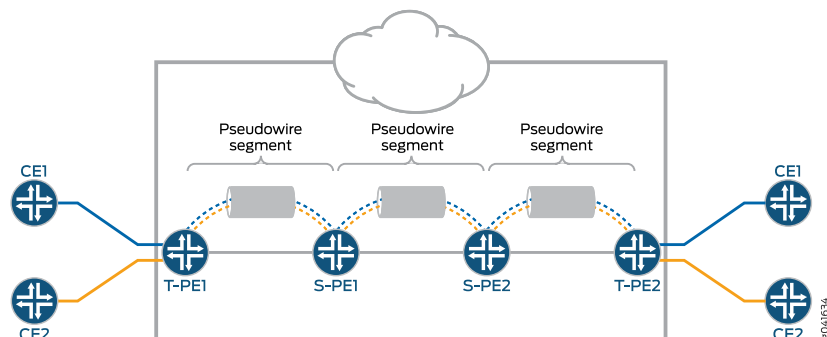 Pseudowire
segment
Pseudowire
segment
Pseudowire
segment
CE1
CE1
T-PE1
S-PE1
S-PE2
T-PE2
CE2
CE2
g041634